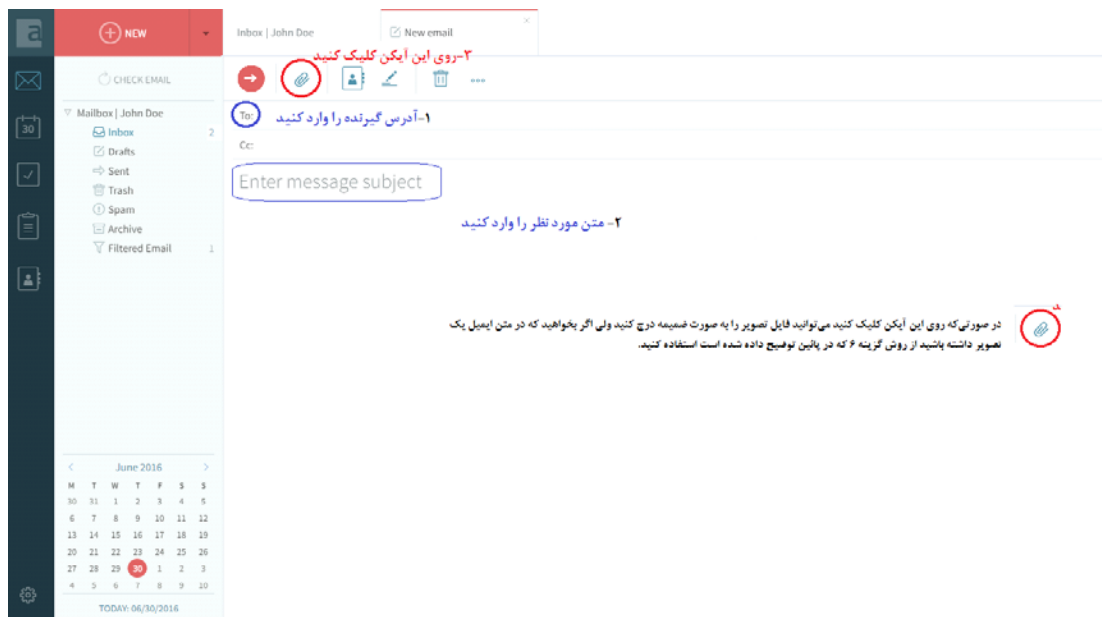 NEW
Inbox | John Doe
New email
×
۳-روی این آیکن کلیک کنید
CHECK EMAIL
Mailbox | John Doe
Inbox 2
Drafts
Sent
Trash
Spam
Archive
Filtered Email 1
30
To:
۱-آدرس گیرنده را وارد کنید
Cc:
Enter message subject
۲- متن مورد نظر را وارد کنید
در صورتی‌که روی این آیکن کلیک کنید می‌توانید فایل تصویر را به صورت ضمیمه درج کنید ولی اگر بخواهید که در متن ایمیل یک
تصویر داشته باشید از روش گزینه ۶ که در پائین توضیح داده شده است استفاده کنید.
< June 2016 >
M T W T F S S
30 31 1 2 3 4 5
6 7 8 9 10 11 12
13 14 15 16 17 18 19
20 21 22 23 24 25 26
27 28 29 30 1 2 3
4 5 6 7 8 9 10
TODAY: 06/30/2016